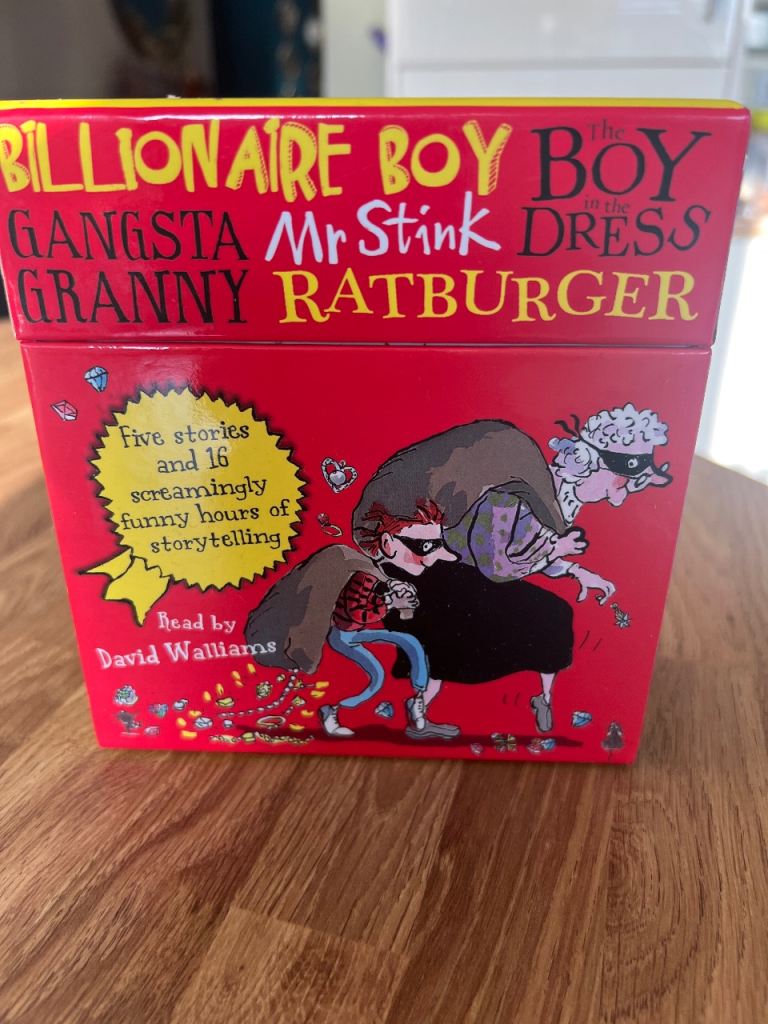 BILLIONAIRE BOY
The
BOY
in the
DRESS
GANGSTA
GRANNY
Mr Stink
RATBURGER
Five stories
and 16
screamingly
funny hours of
storytelling
Read by
David Walliams